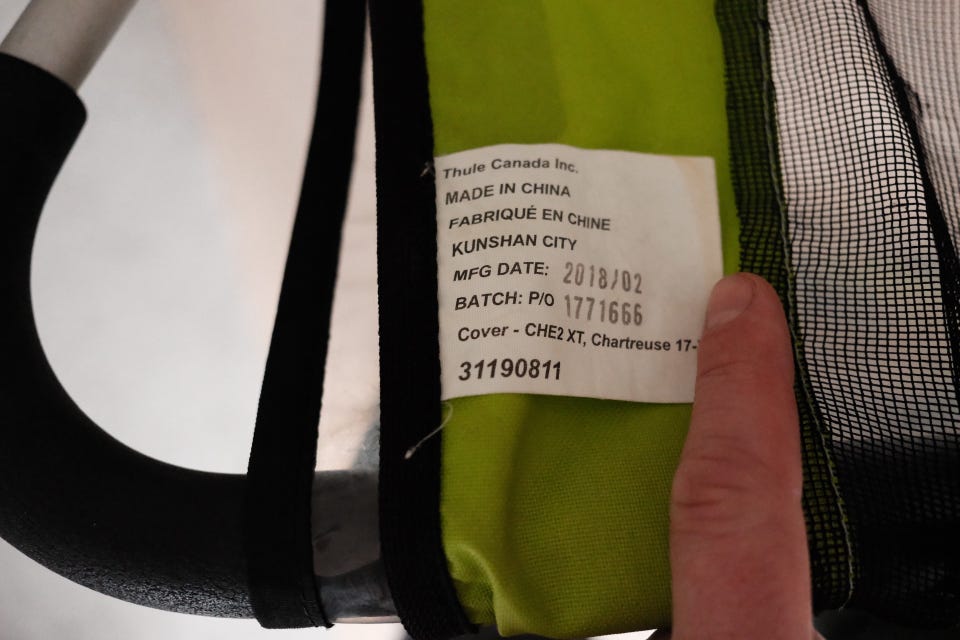 Thule Canada Inc.
MADE IN CHINA
FABRIQUÉ EN CHINE
KUNSHAN CITY
MFG DATE: 2018/02
BATCH: P/O 1771666
Cover - CHE2 XT, Chartreuse 17-
31190811